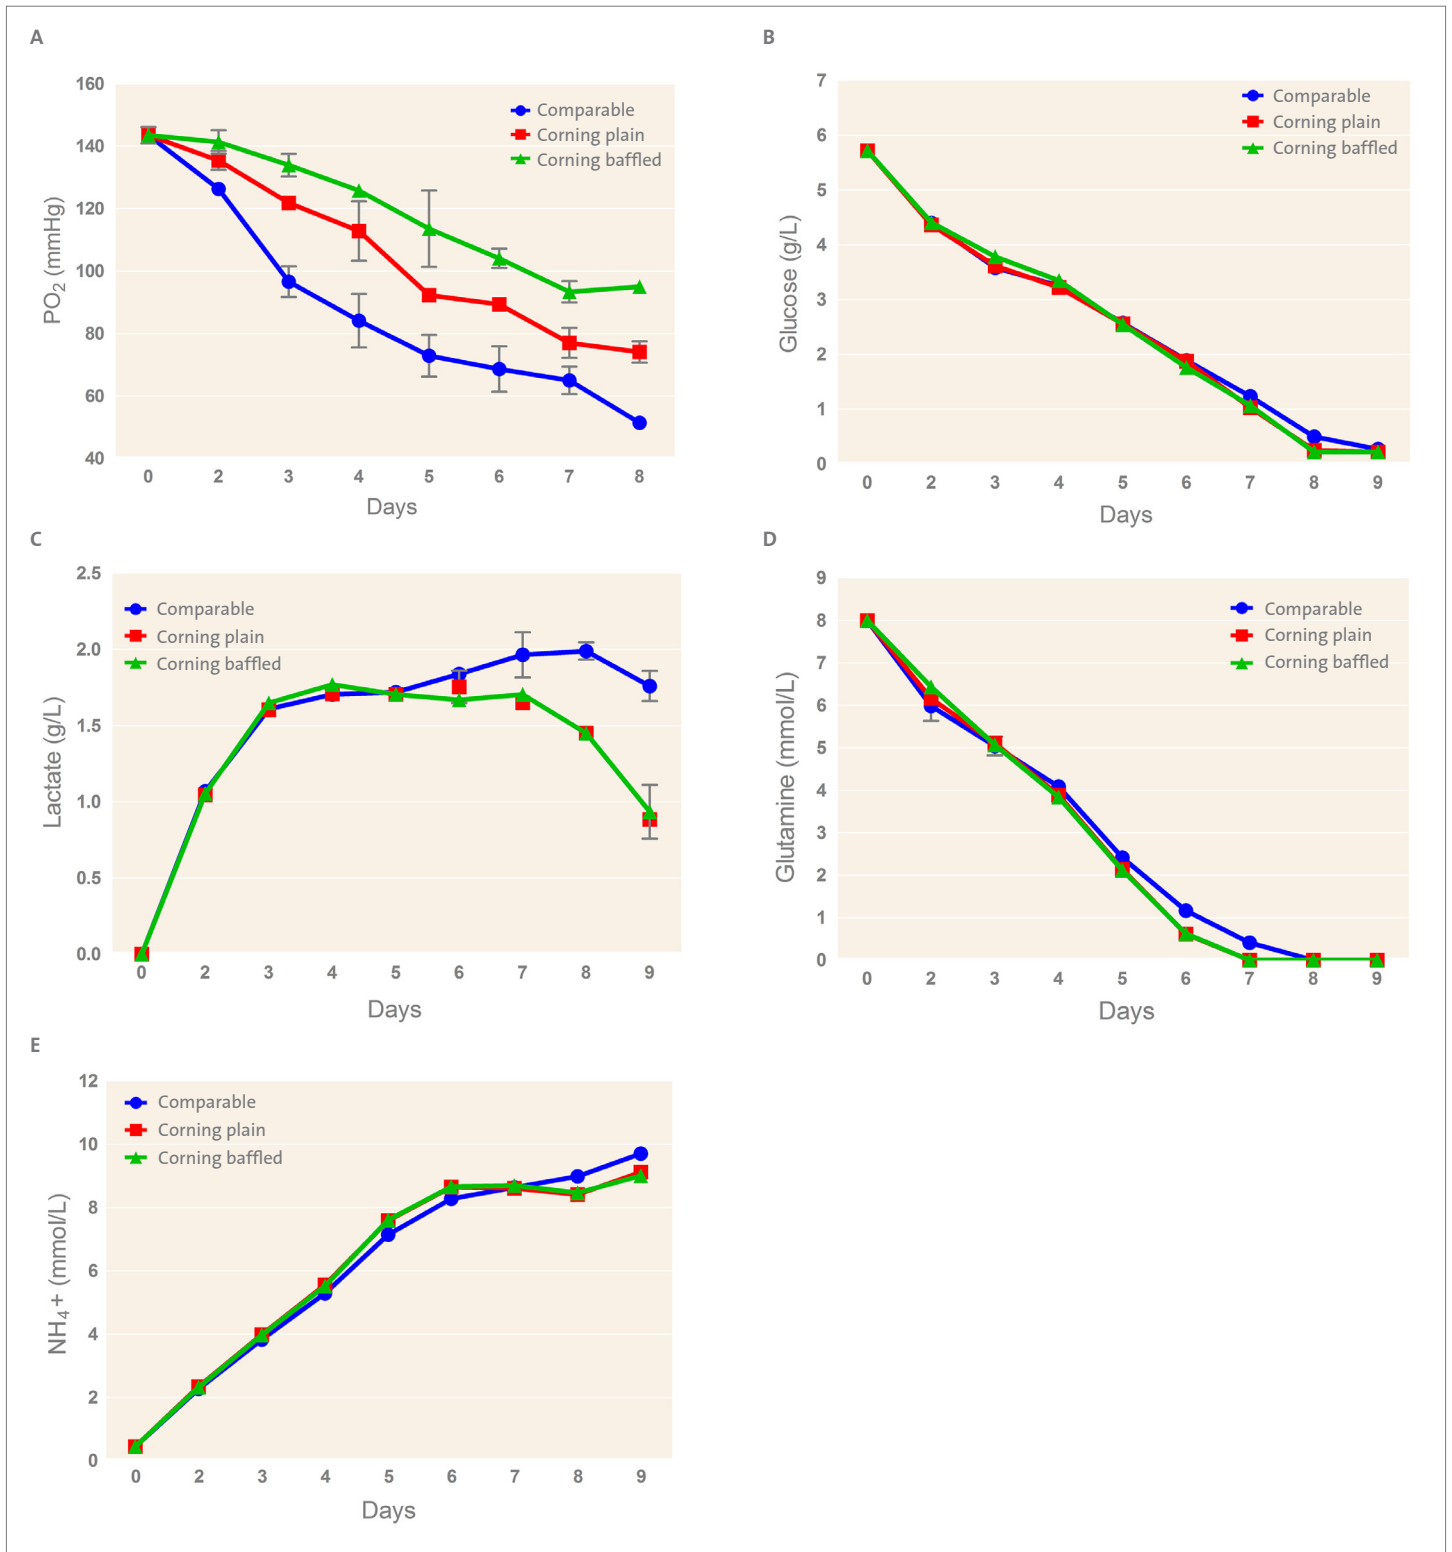 A
160
140
120
100
80
60
40
PO2 (mmHg)
Comparable
Corning plain
Corning baffled
0 2 3 4 5 6 7 8
Days
B
7
6
5
4
3
2
1
0
Glucose (g/L)
Comparable
Corning plain
Corning baffled
0 2 3 4 5 6 7 8 9
Days
C
2.5
2.0
1.5
1.0
0.5
0.0
Lactate (g/L)
Comparable
Corning plain
Corning baffled
0 2 3 4 5 6 7 8 9
Days
D
9
8
7
6
5
4
3
2
1
0
Glutamine (mmol/L)
Comparable
Corning plain
Corning baffled
0 2 3 4 5 6 7 8 9
Days
E
12
10
8
6
4
2
0
NH4+ (mmol/L)
Comparable
Corning plain
Corning baffled
0 2 3 4 5 6 7 8 9
Days